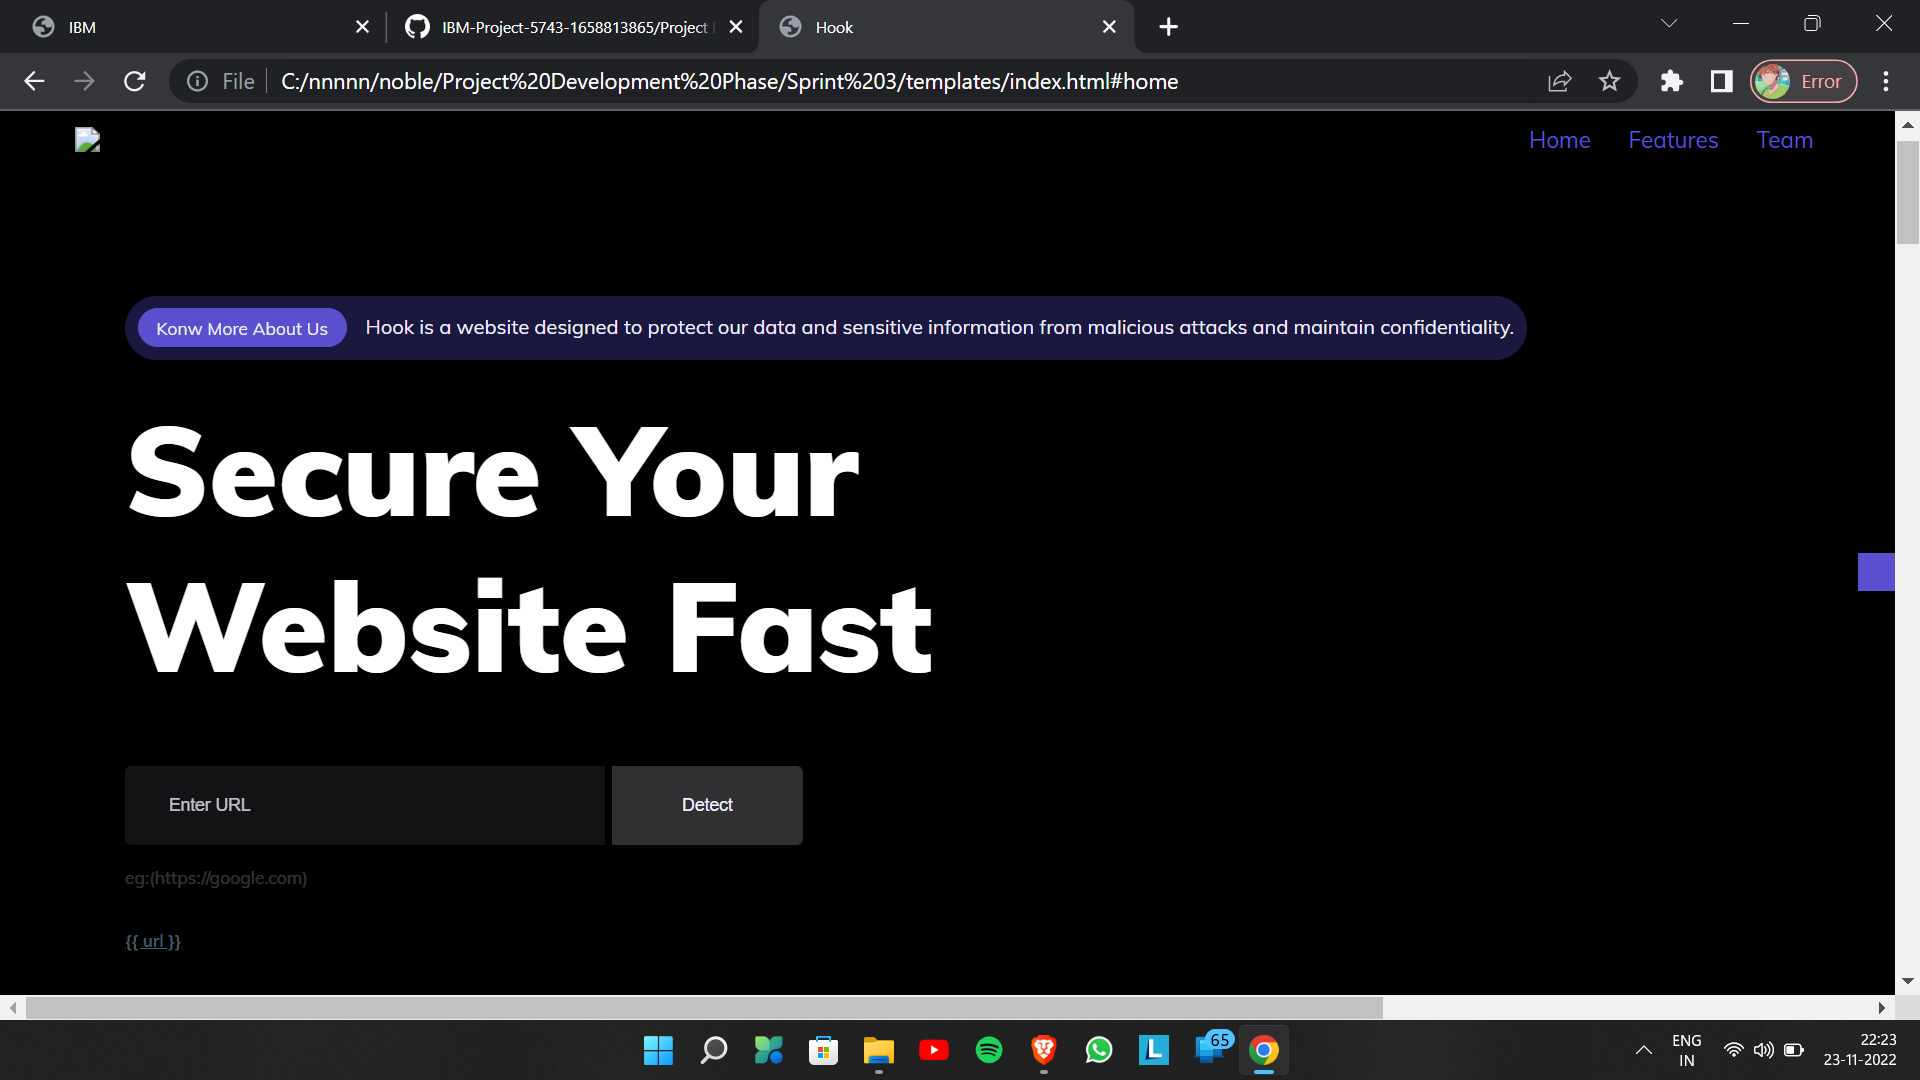 IBM
IBM-Project-5743-1658813865/Project
Hook
File
C:/nnnnn/noble/Project%20Development%20Phase/Sprint%203/templates/index.html#home
Error
Home
Features
Team
Konw More About Us
Hook is a website designed to protect our data and sensitive information from malicious attacks and maintain confidentiality.
Secure Your
Website Fast
Enter URL
Detect
eg:(https://google.com)
{{ url }}
L
65
ENG
IN
22:23
23-11-2022